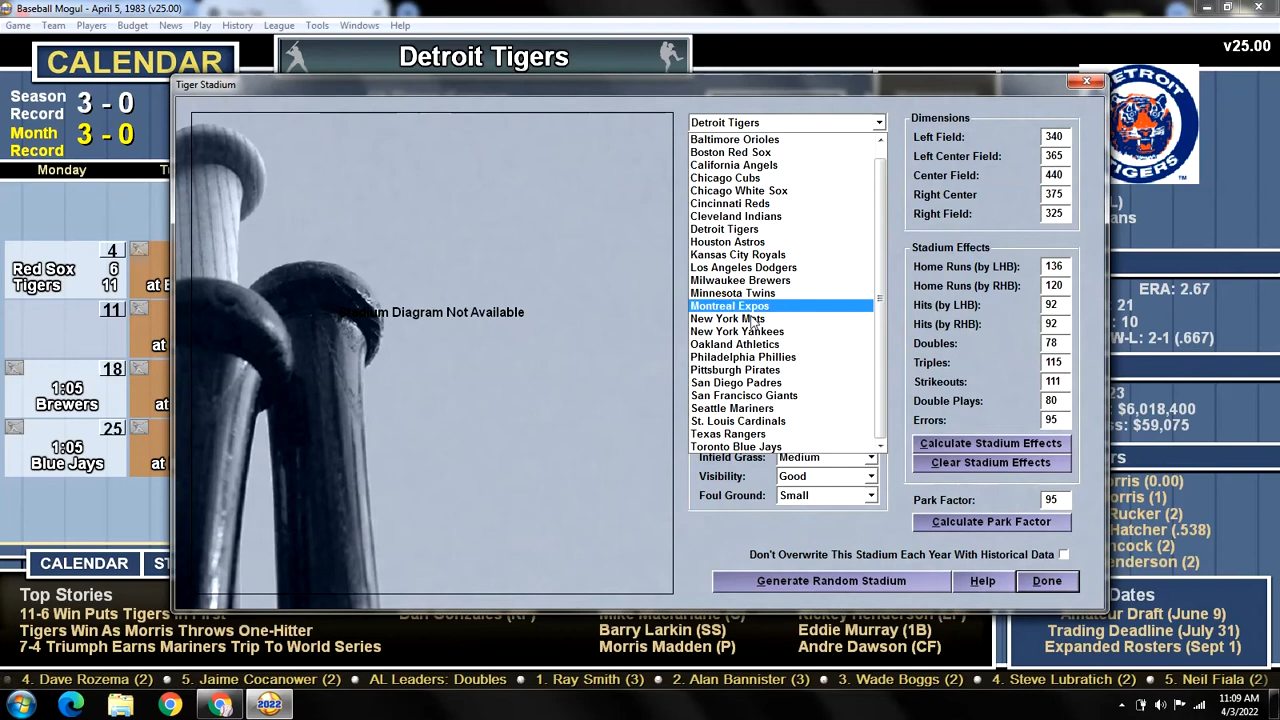 Baseball Mogul - April 5, 1983 (v25.00)
Game Team Players Budget News Play History League Tools Windows Help
CALENDAR
Detroit Tigers
v25.00
Season Record 3 - 0
Month Record 3 - 0
Monday
4
Red Sox 6
Tigers 11
11
18
1:05
Brewers
25
1:05
Blue Jays
CALENDAR
Tiger Stadium
Stadium Diagram Not Available
Detroit Tigers
Baltimore Orioles
Boston Red Sox
California Angels
Chicago Cubs
Chicago White Sox
Cincinnati Reds
Cleveland Indians
Detroit Tigers
Houston Astros
Kansas City Royals
Los Angeles Dodgers
Milwaukee Brewers
Minnesota Twins
Montreal Expos
New York Mets
New York Yankees
Oakland Athletics
Philadelphia Phillies
Pittsburgh Pirates
San Diego Padres
San Francisco Giants
Seattle Mariners
St. Louis Cardinals
Texas Rangers
Toronto Blue Jays
Infield Grass: Medium
Visibility: Good
Foul Ground: Small
Dimensions
Left Field: 340
Left Center Field: 365
Center Field: 440
Right Center 375
Right Field: 325
Stadium Effects
Home Runs (by LHB): 136
Home Runs (by RHB): 120
Hits (by LHB): 92
Hits (by RHB): 92
Doubles: 78
Triples: 115
Strikeouts: 111
Double Plays: 80
Errors: 95
Calculate Stadium Effects
Clear Stadium Effects
Park Factor: 95
Calculate Park Factor
Don't Overwrite This Stadium Each Year With Historical Data
Generate Random Stadium Help Done
DETROIT TIGERS
ERA: 2.67
W-L: 2-1 (.667)
$6,018,400
$59,075
Morris (1)
Rucker (2)
Hatcher (.538)
Top Stories
11-6 Win Puts Tigers in First
Tigers Win As Morris Throws One-Hitter
7-4 Triumph Earns Mariners Trip To World Series
Barry Larkin (SS)
Morris Madden (P)
Eddie Murray (1B)
Andre Dawson (CF)
Dates
Amateur Draft (June 9)
Trading Deadline (July 31)
Expanded Rosters (Sept 1)
4. Dave Rozema (2) 5. Jaime Cocanower (2) AL Leaders: Doubles 1. Ray Smith (3) 2. Alan Bannister (3) 3. Wade Boggs (2) 4. Steve Lubratich (2) 5. Neil Fiala (2)
2022
11:09 AM
4/3/2022